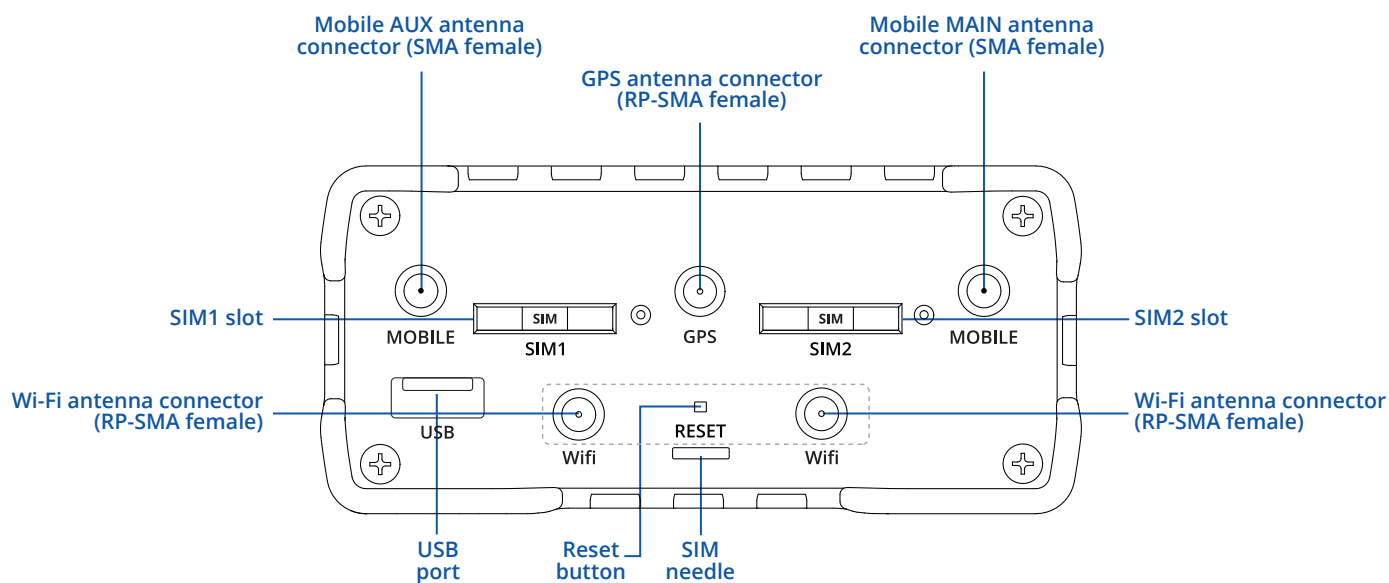 Mobile AUX antenna
connector (SMA female)
Mobile MAIN antenna
connector (SMA female)
GPS antenna connector
(RP-SMA female)
SIM1 slot
SIM
SIM
SIM2 slot
MOBILE
SIM1
GPS
SIM2
MOBILE
Wi-Fi antenna connector
(RP-SMA female)
Wi-Fi antenna connector
(RP-SMA female)
USB
RESET
Wifi
Wifi
USB
port
Reset
button
SIM
needle